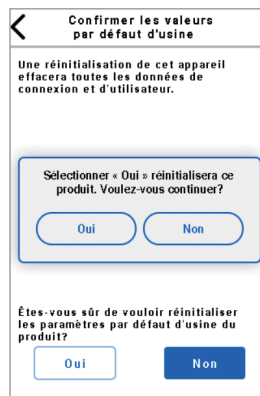 Confirmer les valeurs
par défaut d'usine
Une réinitialisation de cet appareil
effacera toutes les données de
connexion et d'utilisateur.
Sélectionner « Oui » réinitialisera ce
produit. Voulez-vous continuer?
Oui
Non
Êtes-vous sûr de vouloir réinitialiser
les paramètres par défaut d'usine du
produit?
Oui
Non